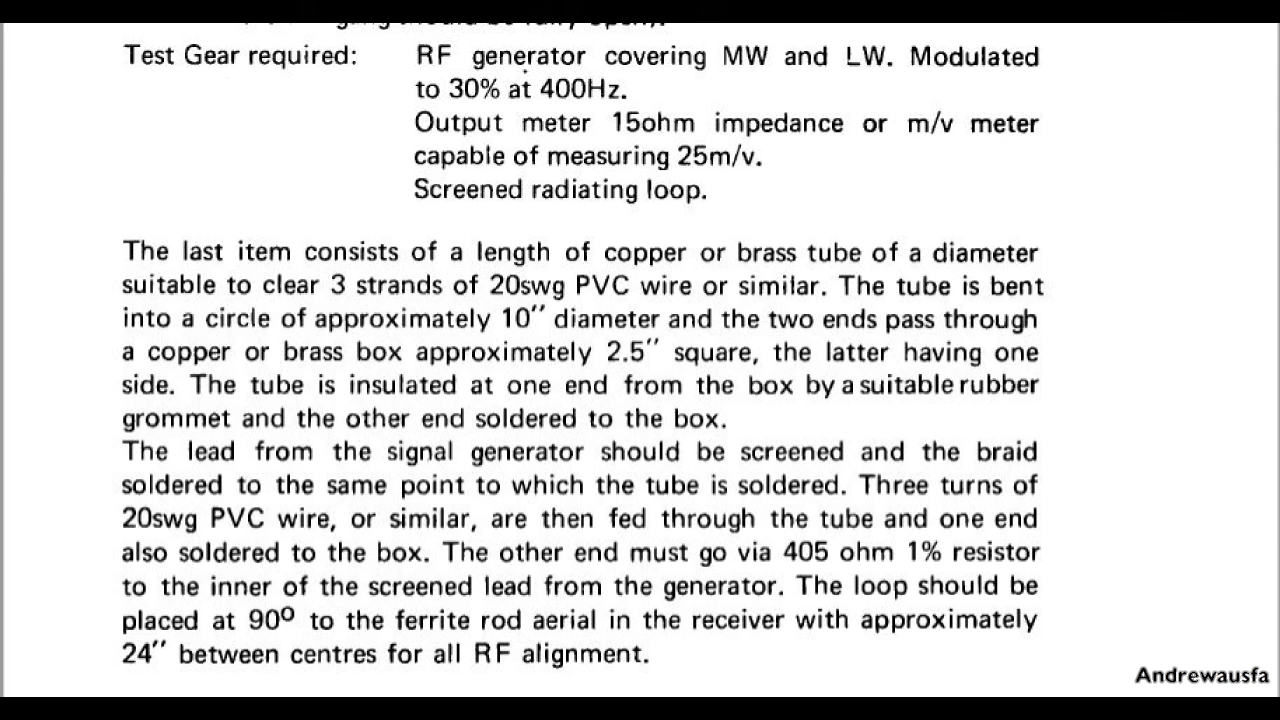 should be fully open).
Test Gear required: RF generator covering MW and LW. Modulated
to 30% at 400Hz.
Output meter 15ohm impedance or m/v meter
capable of measuring 25m/v.
Screened radiating loop.
The last item consists of a length of copper or brass tube of a diameter
suitable to clear 3 strands of 20swg PVC wire or similar. The tube is bent
into a circle of approximately 10″ diameter and the two ends pass through
a copper or brass box approximately 2.5″ square, the latter having one
side. The tube is insulated at one end from the box by a suitable rubber
grommet and the other end soldered to the box.
The lead from the signal generator should be screened and the braid
soldered to the same point to which the tube is soldered. Three turns of
20swg PVC wire, or similar, are then fed through the tube and one end
also soldered to the box. The other end must go via 405 ohm 1% resistor
to the inner of the screened lead from the generator. The loop should be
placed at 90º to the ferrite rod aerial in the receiver with approximately
24″ between centres for all RF alignment.
Andrewausfa